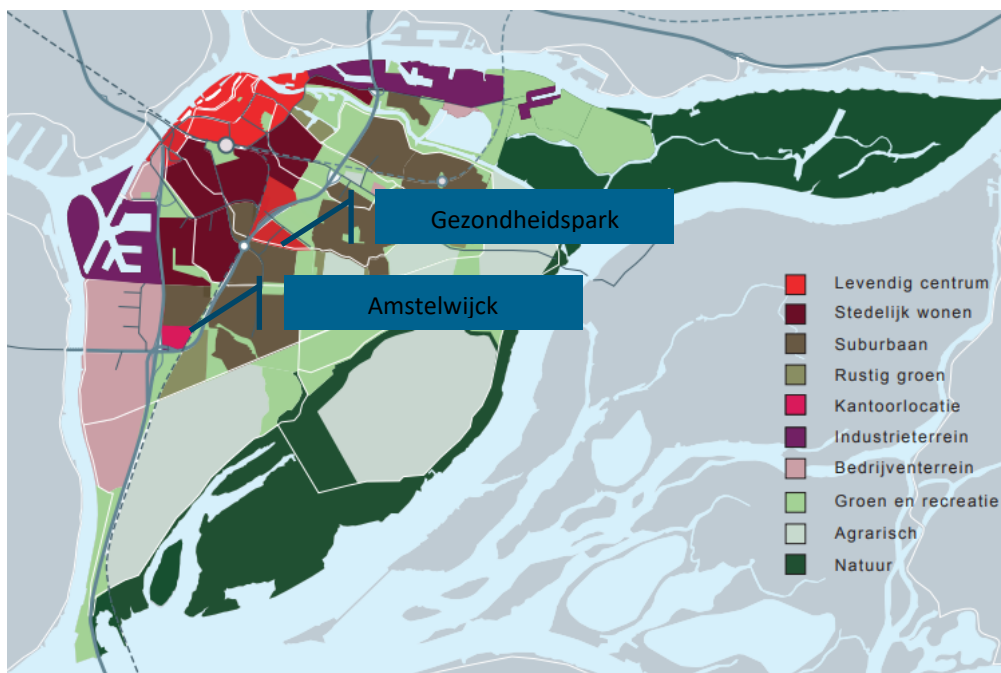 Gezondheidspark
Amstelwijck
Levendig centrum
Stedelijk wonen
Suburbaan
Rustig groen
Kantoorlocatie
Industrieterrein
Bedrijventerrein
Groen en recreatie
Agrarisch
Natuur